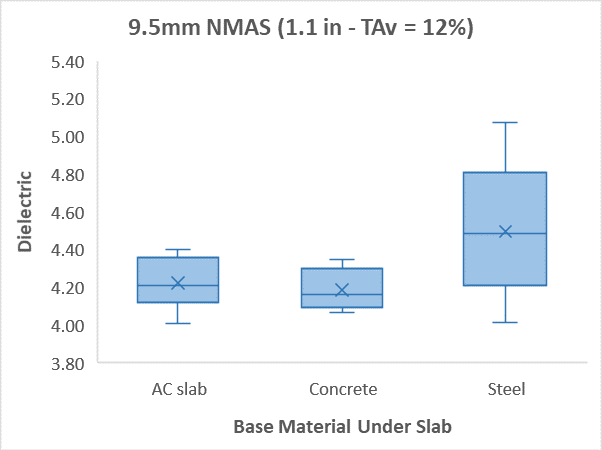 9.5mm NMAS (1.1 in - TAv = 12%)
5.40
5.20
5.00
4.80
4.60
4.40
4.20
4.00
3.80
Dielectric
AC slab
Concrete
Steel
Base Material Under Slab